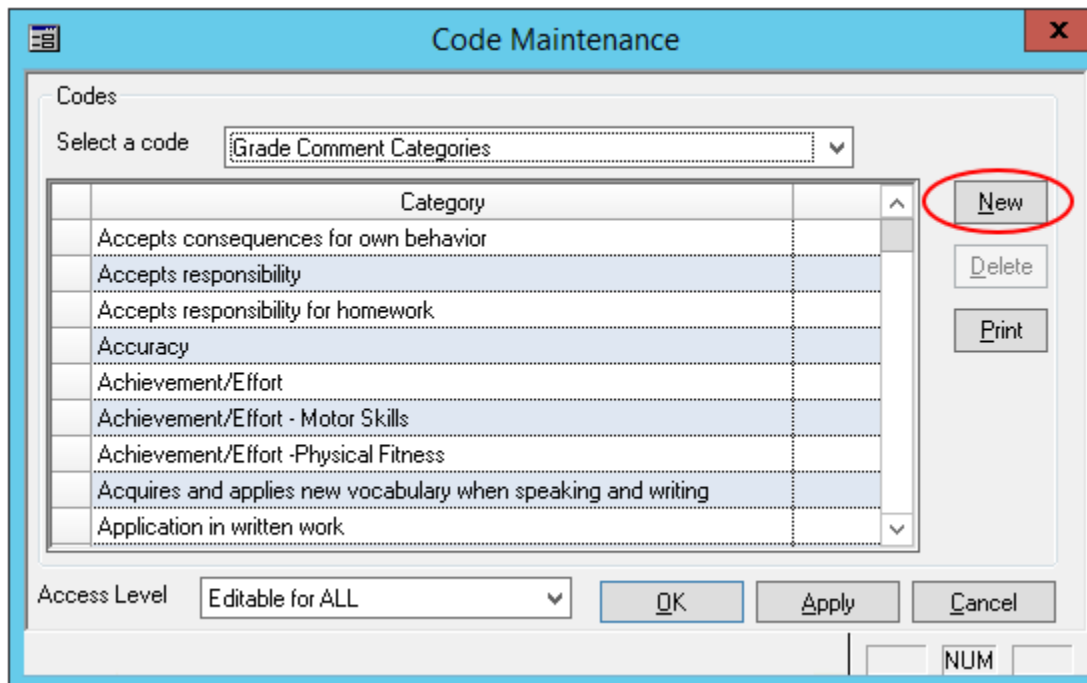 Code Maintenance
x
Codes
Select a code
Grade Comment Categories
Category
New
Accepts consequences for own behavior
Accepts responsibility
Delete
Accepts responsibility for homework
Print
Accuracy
Achievement/Effort
Achievement/Effort - Motor Skills
Achievement/Effort -Physical Fitness
Acquires and applies new vocabulary when speaking and writing
Application in written work
Access Level
Editable for ALL
OK
Apply
Cancel
NUM